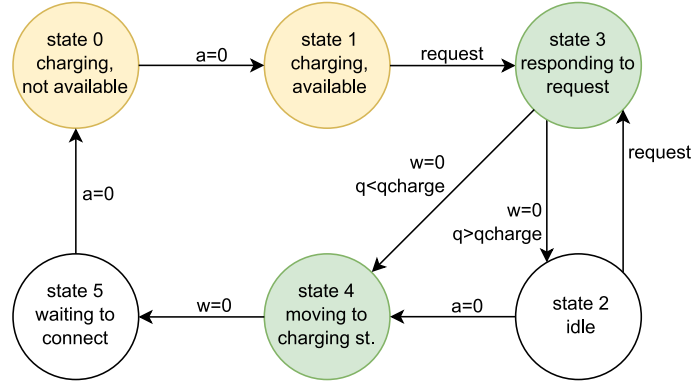 state 0
charging,
not available
a=0
state 1
charging,
available
request
state 3
responding to
request
w=0
q<qcharge
w=0
q>qcharge
request
a=0
state 5
waiting to
connect
w=0
state 4
moving to
charging st.
a=0
state 2
idle